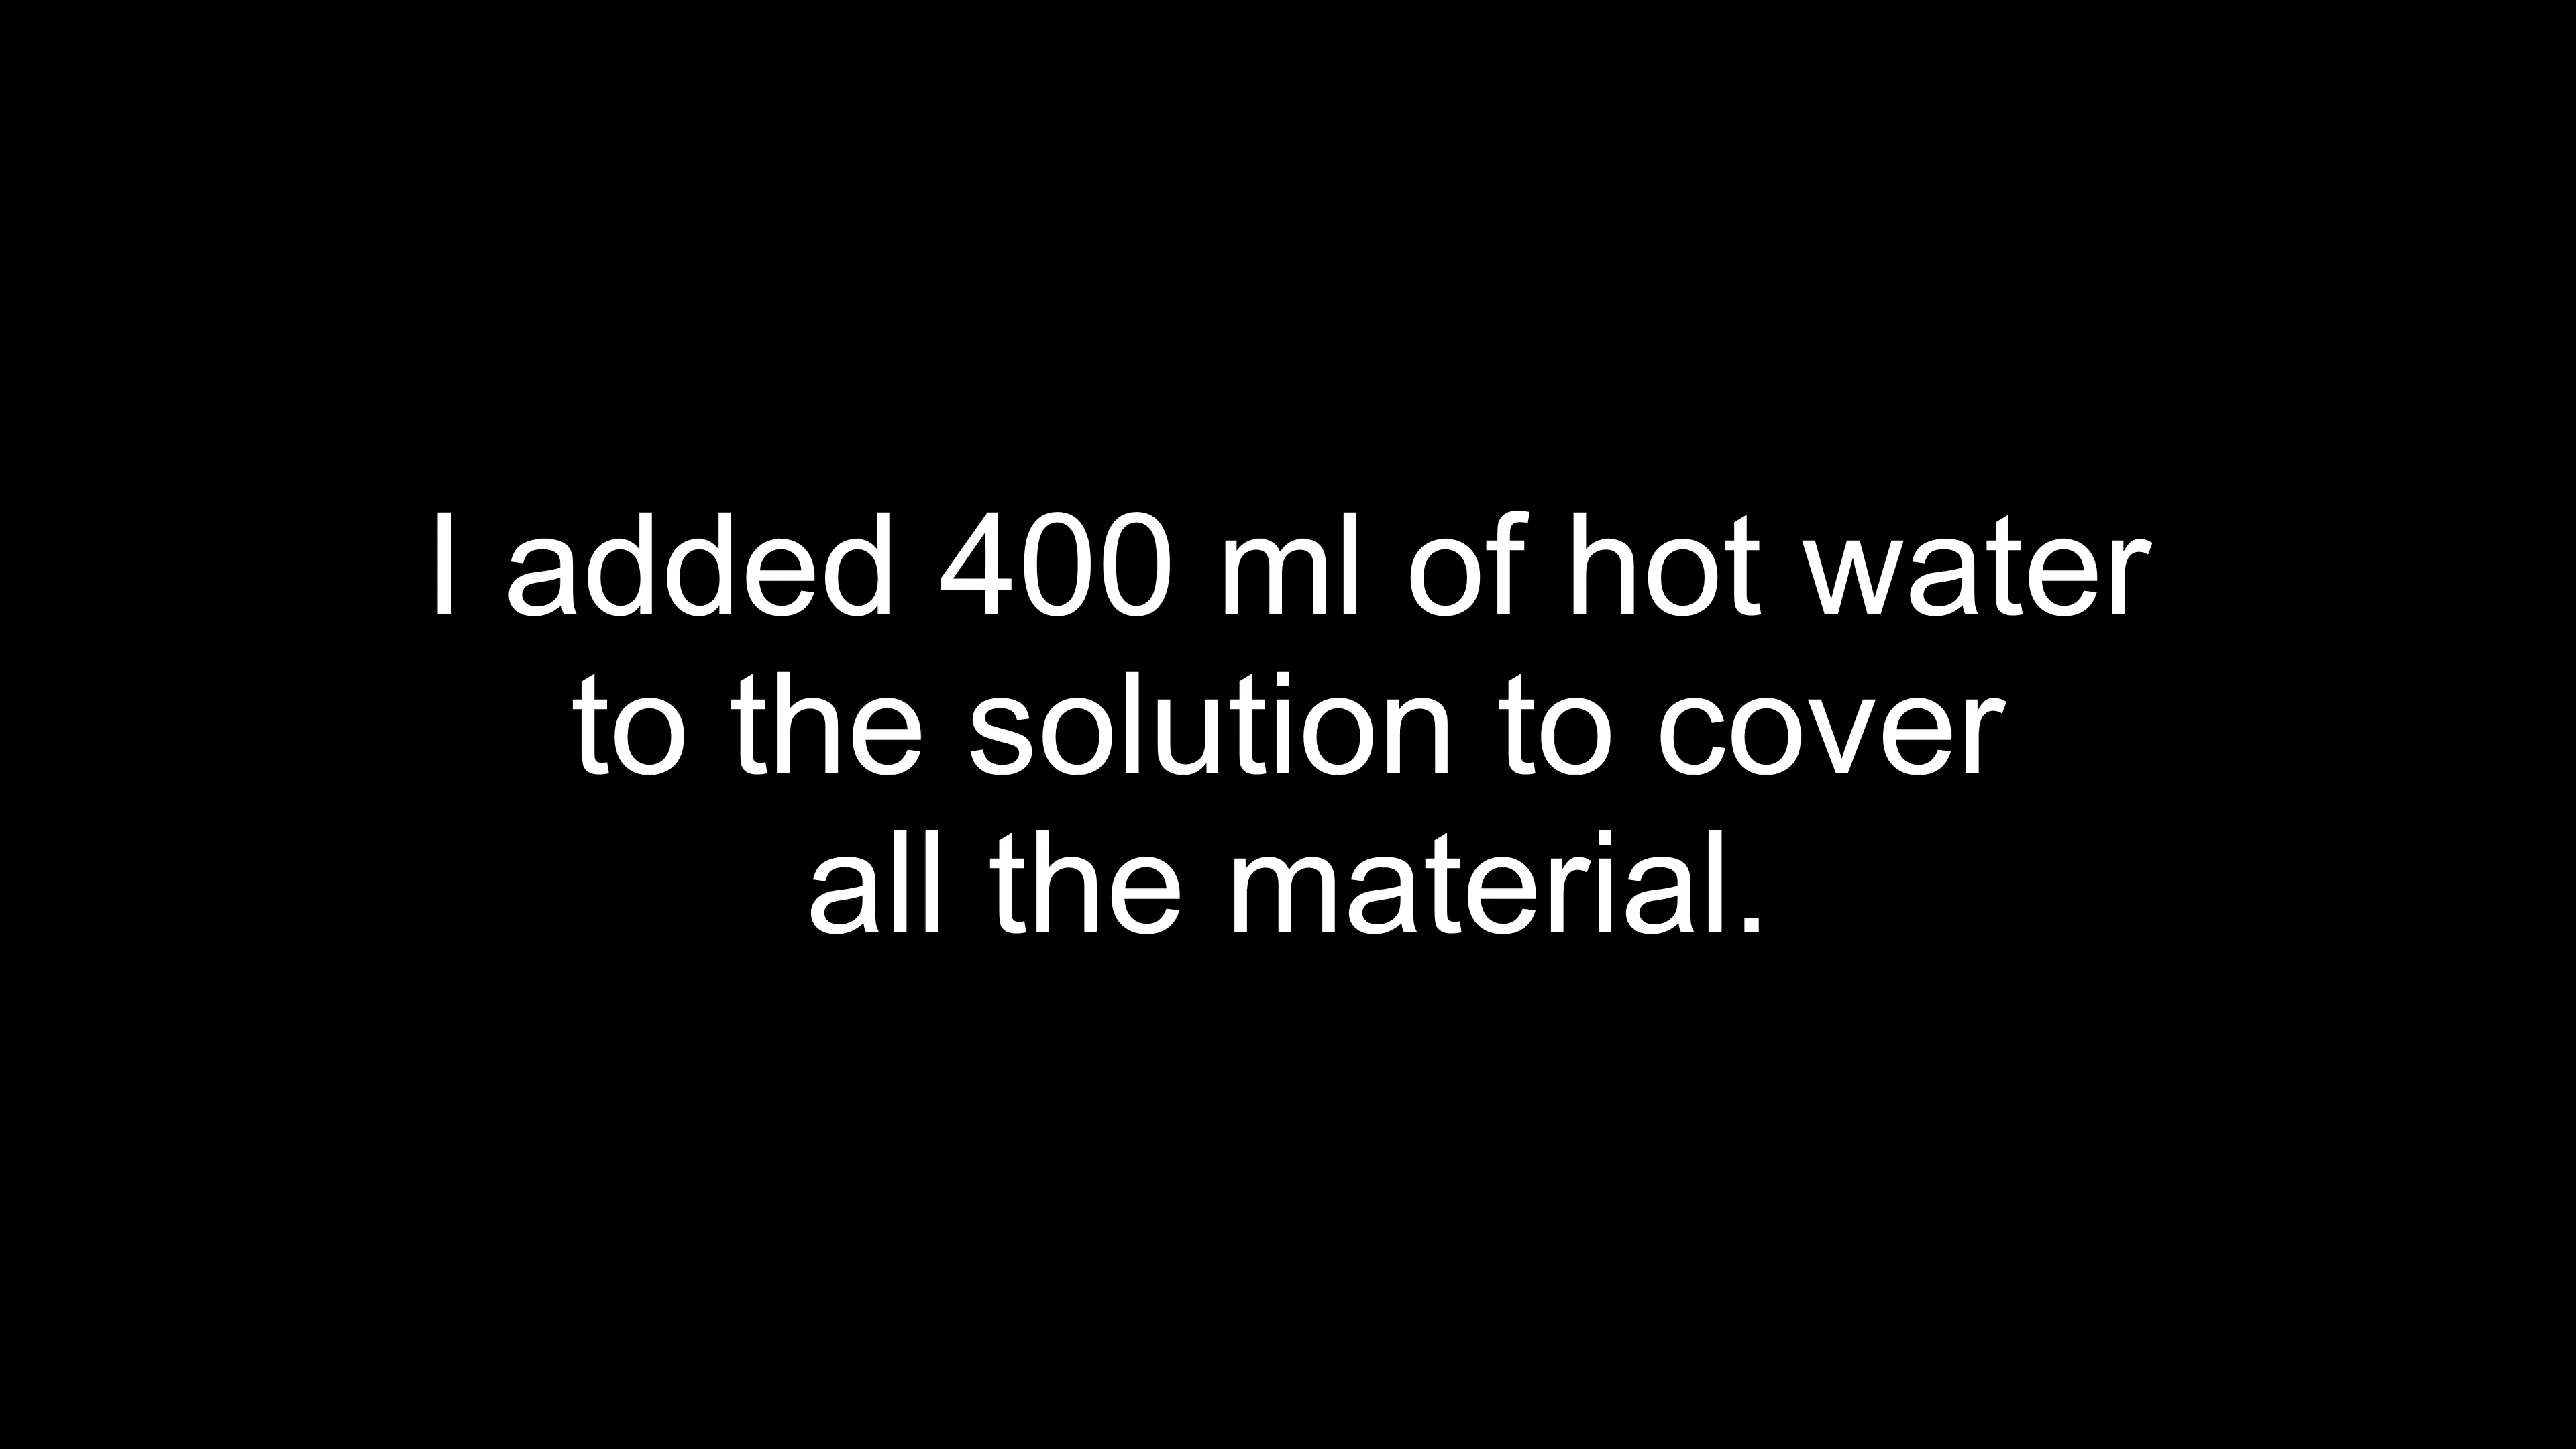 I added 400 ml of hot water
to the solution to cover
all the material.